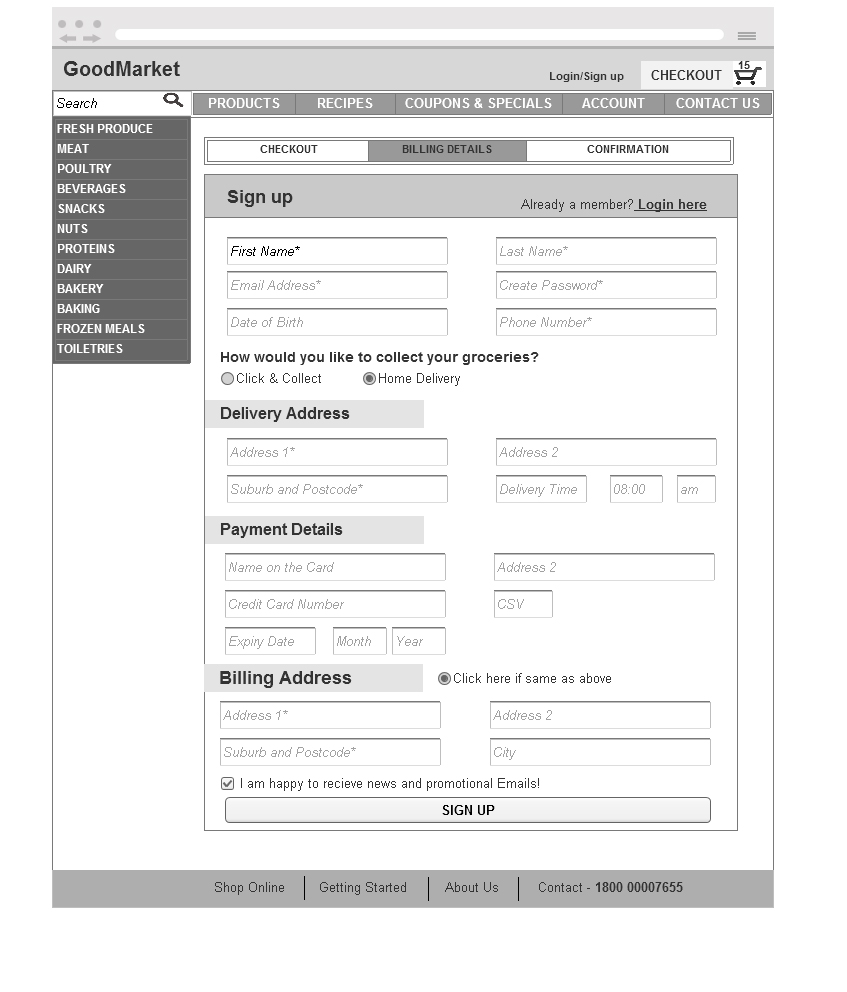 GoodMarket
Login/Sign up
CHECKOUT
15
Search
PRODUCTS RECIPES COUPONS & SPECIALS ACCOUNT CONTACT US
FRESH PRODUCE
MEAT
POULTRY
BEVERAGES
SNACKS
NUTS
PROTEINS
DAIRY
BAKERY
BAKING
FROZEN MEALS
TOILETRIES
CHECKOUT BILLING DETAILS CONFIRMATION
Sign up
Already a member? Login here
First Name* Last Name*
Email Address* Create Password*
Date of Birth Phone Number*
How would you like to collect your groceries?
Click & Collect Home Delivery
Delivery Address
Address 1* Address 2
Suburb and Postcode* Delivery Time 08:00 am
Payment Details
Name on the Card Address 2
Credit Card Number CSV
Expiry Date Month Year
Billing Address Click here if same as above
Address 1* Address 2
Suburb and Postcode* City
I am happy to recieve news and promotional Emails!
SIGN UP
Shop Online Getting Started About Us Contact - 1800 00007655